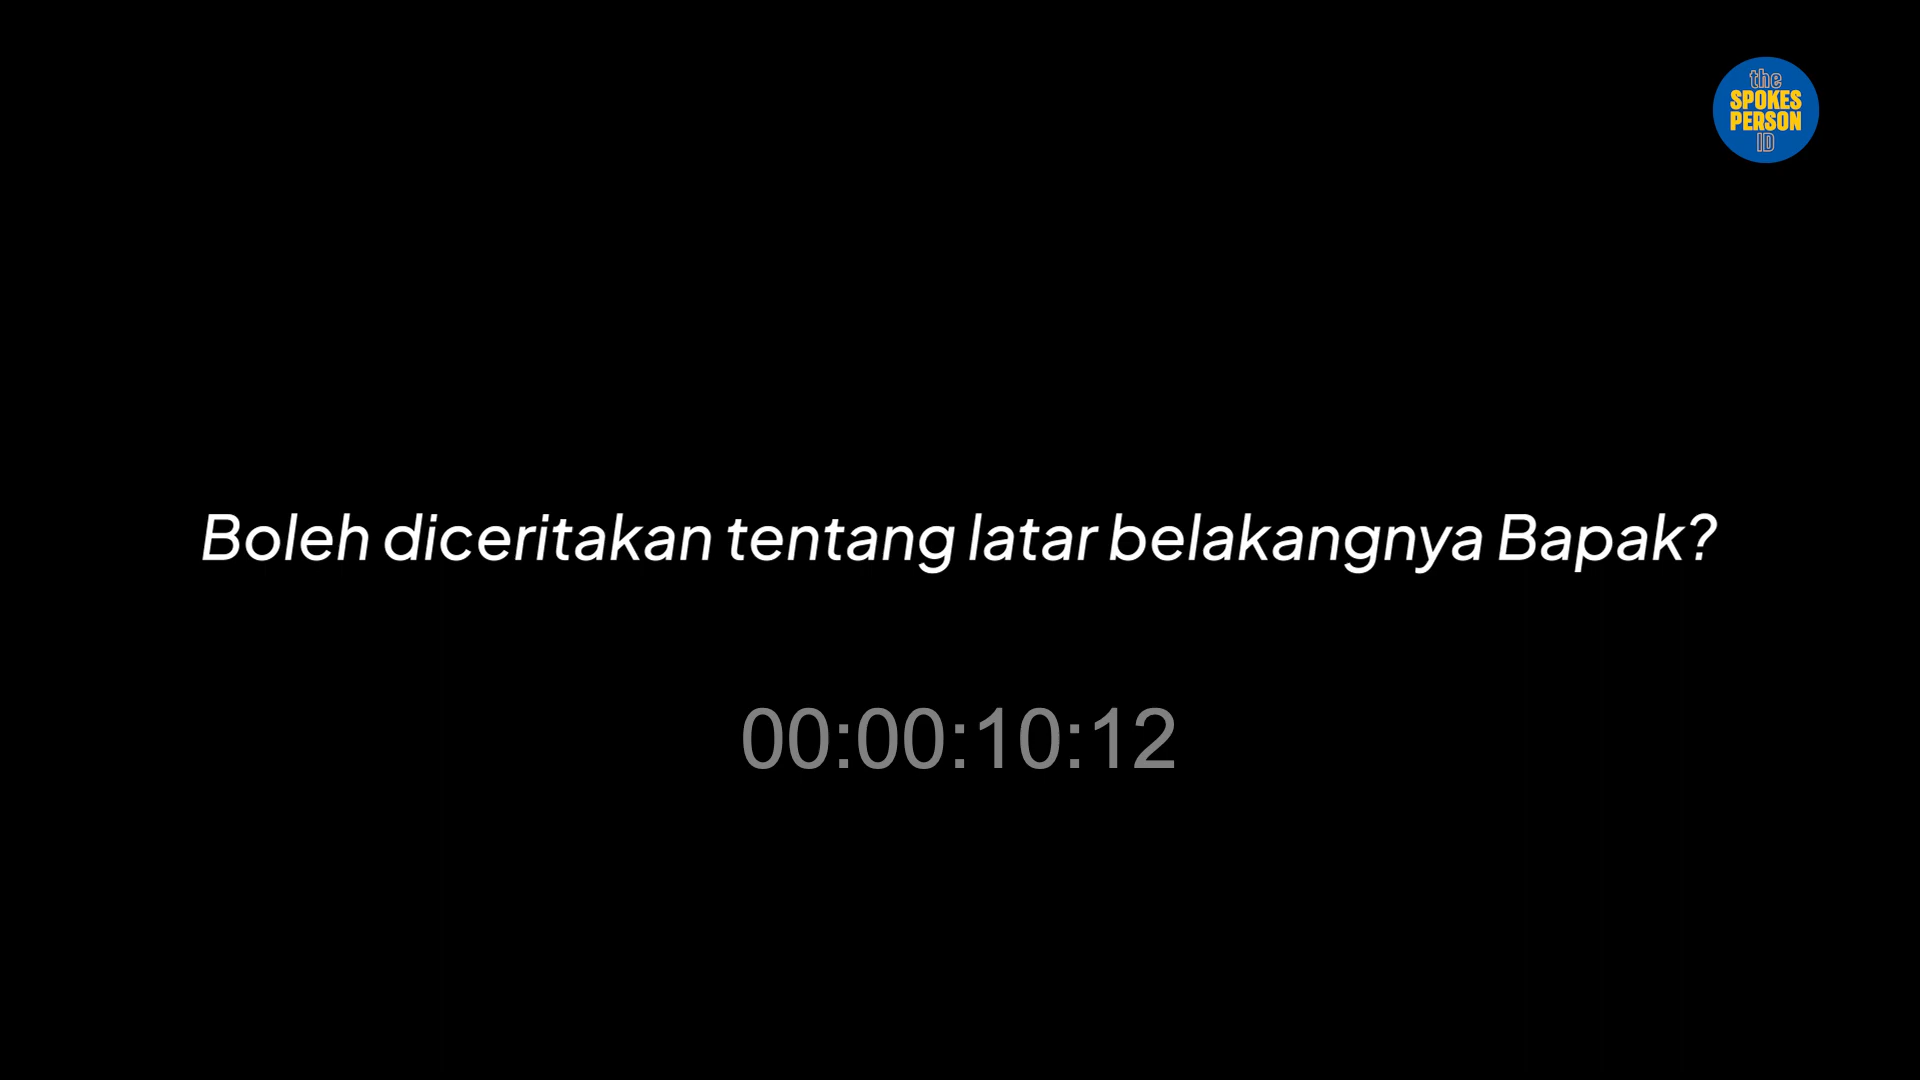 the
SPOKES
PERSON
ID
Boleh diceritakan tentang latar belakangnya Bapak?
00:00:10:12